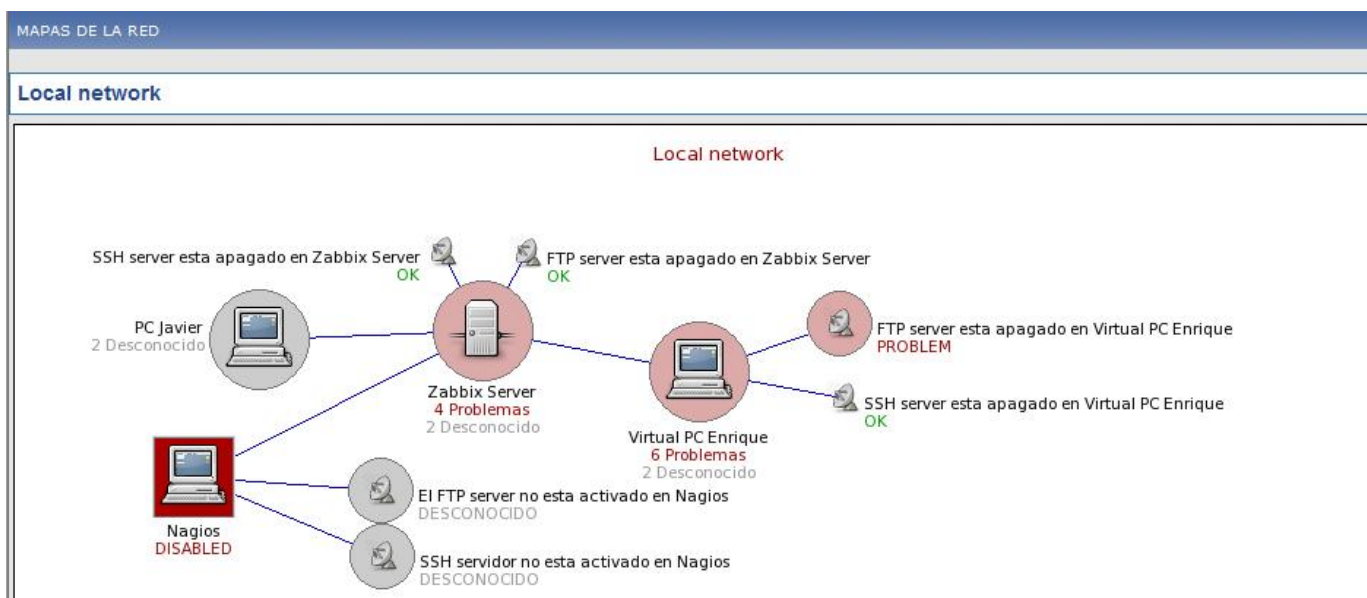 MAPAS DE LA RED
Local network
Local network
SSH server esta apagado en Zabbix Server
OK
FTP server esta apagado en Zabbix Server
OK
PC Javier
2 Desconocido
Zabbix Server
4 Problemas
2 Desconocido
FTP server esta apagado en Virtual PC Enrique
PROBLEM
SSH server esta apagado en Virtual PC Enrique
OK
Virtual PC Enrique
6 Problemas
2 Desconocido
Nagios
DISABLED
El FTP server no esta activado en Nagios
DESCONOCIDO
SSH servidor no esta activado en Nagios
DESCONOCIDO